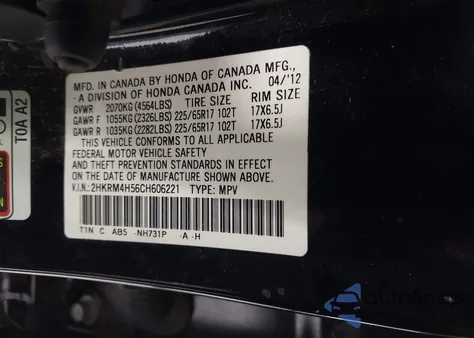 MFD. IN CANADA BY HONDA OF CANADA MFG.,
- A DIVISION OF HONDA CANADA INC. 04/'12
GVWR 2070KG (4564LBS) TIRE SIZE RIM SIZE
GAWR F 1055KG (2326LBS) 225/65R17 102T 17X6.5J
GAWR R 1035KG (2282LBS) 225/65R17 102T 17X6.5J
THIS VEHICLE CONFORMS TO ALL APPLICABLE
FEDERAL MOTOR VEHICLE SAFETY AND
THEFT PREVENTION STANDARDS IN EFFECT ON
THE DATE OF MANUFACTURE SHOWN ABOVE.
V.I.N.: 2HKRM4H56CH606221 TYPE: MPV
T1N C AB5 -NH731P -A -H
T0A A2